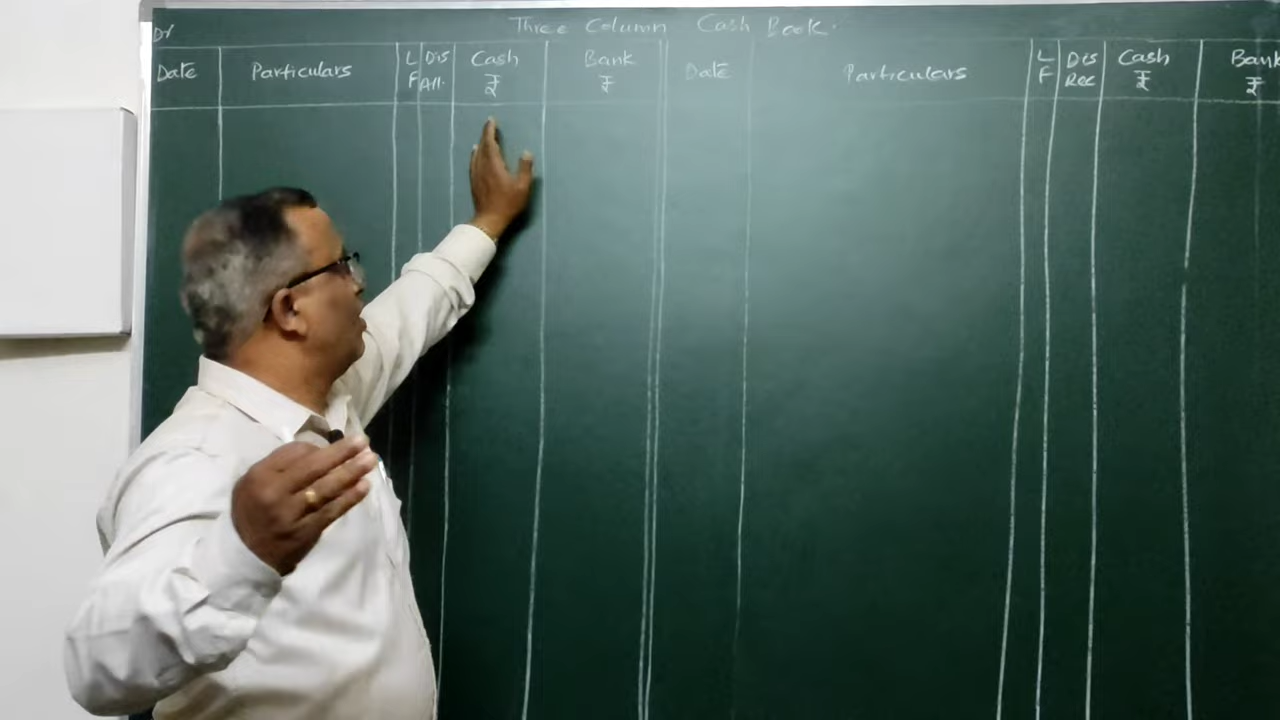 Three Column Cash Book.
Dr
Date Particulars L F Dis All. Cash ₹ Bank ₹ Date Particulars L F Dis Rec Cash ₹ Bank ₹